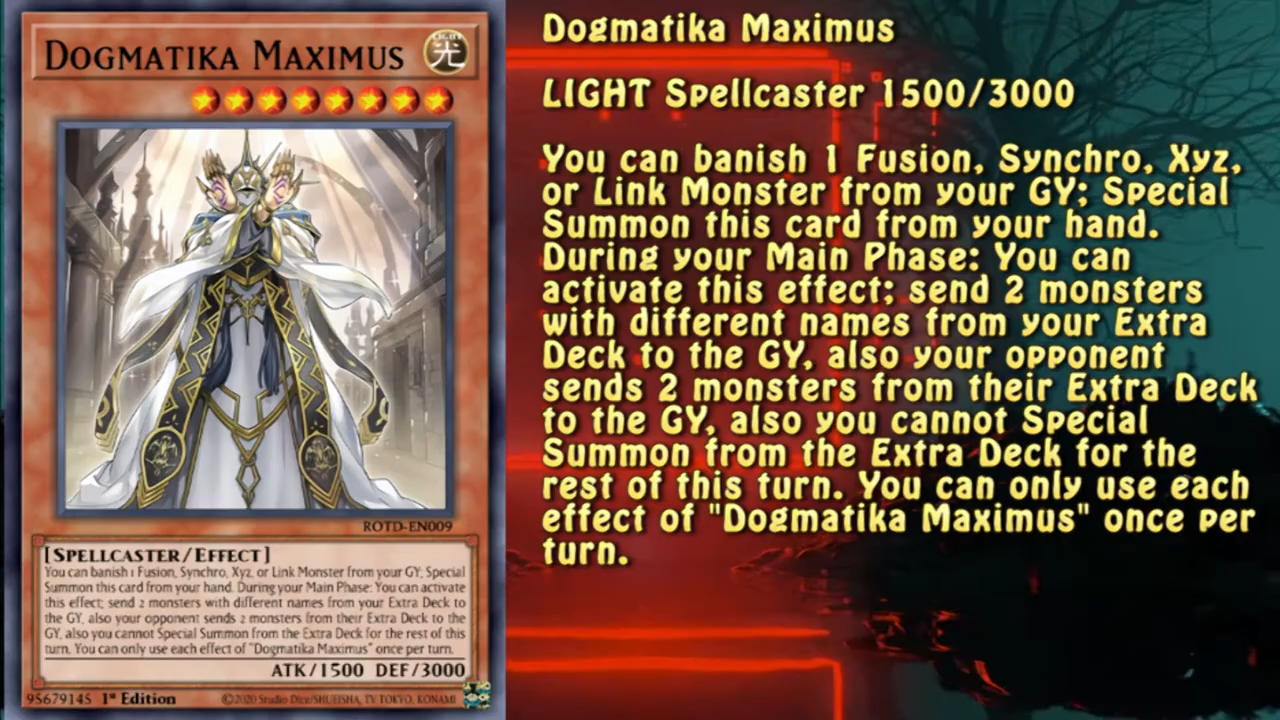 DOGMATIKA MAXIMUS
LIGHT
光
ROTD-EN009
[SPELLCASTER/EFFECT]
You can banish 1 Fusion, Synchro, Xyz, or Link Monster from your GY; Special
Summon this card from your hand. During your Main Phase: You can activate
this effect; send 2 monsters with different names from your Extra Deck to
the GY, also your opponent sends 2 monsters from their Extra Deck to the
GY, also you cannot Special Summon from the Extra Deck for the rest of this
turn. You can only use each effect of "Dogmatika Maximus" once per turn.
ATK/1500 DEF/3000
95679145 1st Edition
©2020 Studio Dice/SHUEISHA, TV TOKYO, KONAMI
Dogmatika Maximus
LIGHT Spellcaster 1500/3000
You can banish 1 Fusion, Synchro, Xyz,
or Link Monster from your GY; Special
Summon this card from your hand.
During your Main Phase: You can
activate this effect; send 2 monsters
with different names from your Extra
Deck to the GY, also your opponent
sends 2 monsters from their Extra Deck
to the GY, also you cannot Special
Summon from the Extra Deck for the
rest of this turn. You can only use each
effect of "Dogmatika Maximus" once per
turn.